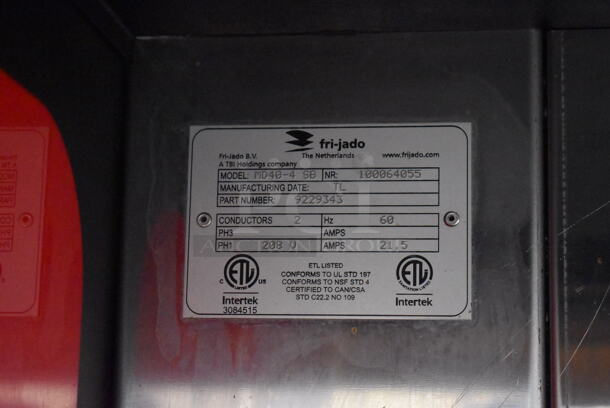 fri-jado
Fri-Jado B.V. The Netherlands www.frijado.com
A TBI Holdings company
MODEL: MD40-4 SB NR: 100064055
MANUFACTURING DATE: TL
PART NUMBER: 9229343
CONDUCTORS 2 Hz 60
PH3 AMPS
PH1 208 V AMPS 21.5
ETL LISTED
CONFORMS TO UL STD 197
CONFORMS TO NSF STD 4
CERTIFIED TO CAN/CSA
STD C22.2 NO 109
C ETL US
ETL
Intertek
3084515
Intertek